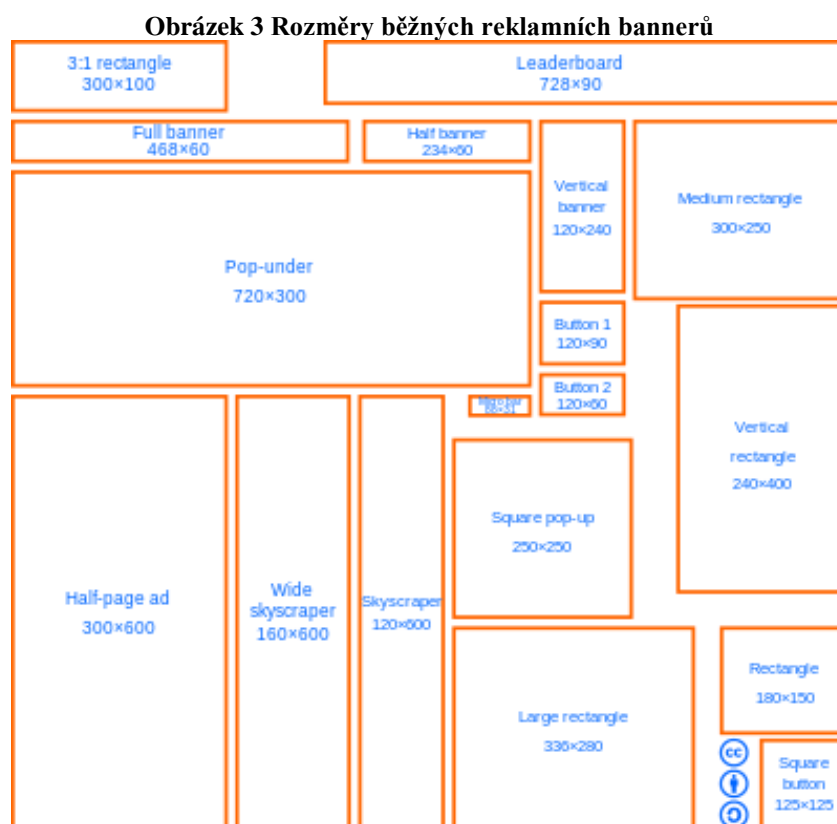 Obrázek 3 Rozměry běžných reklamních bannerů
3:1 rectangle
300×100
Leaderboard
728×90
Full banner
468×60
Half banner
234×60
Vertical
banner
120×240
Medium rectangle
300×250
Pop-under
720×300
Button 1
120×90
Button 2
120×60
88×31
Vertical
rectangle
240×400
Square pop-up
250×250
Half-page ad
300×600
Wide
skyscraper
160×600
Skyscraper
120×600
Large rectangle
336×280
Rectangle
180×150
cc
Square
button
125×125